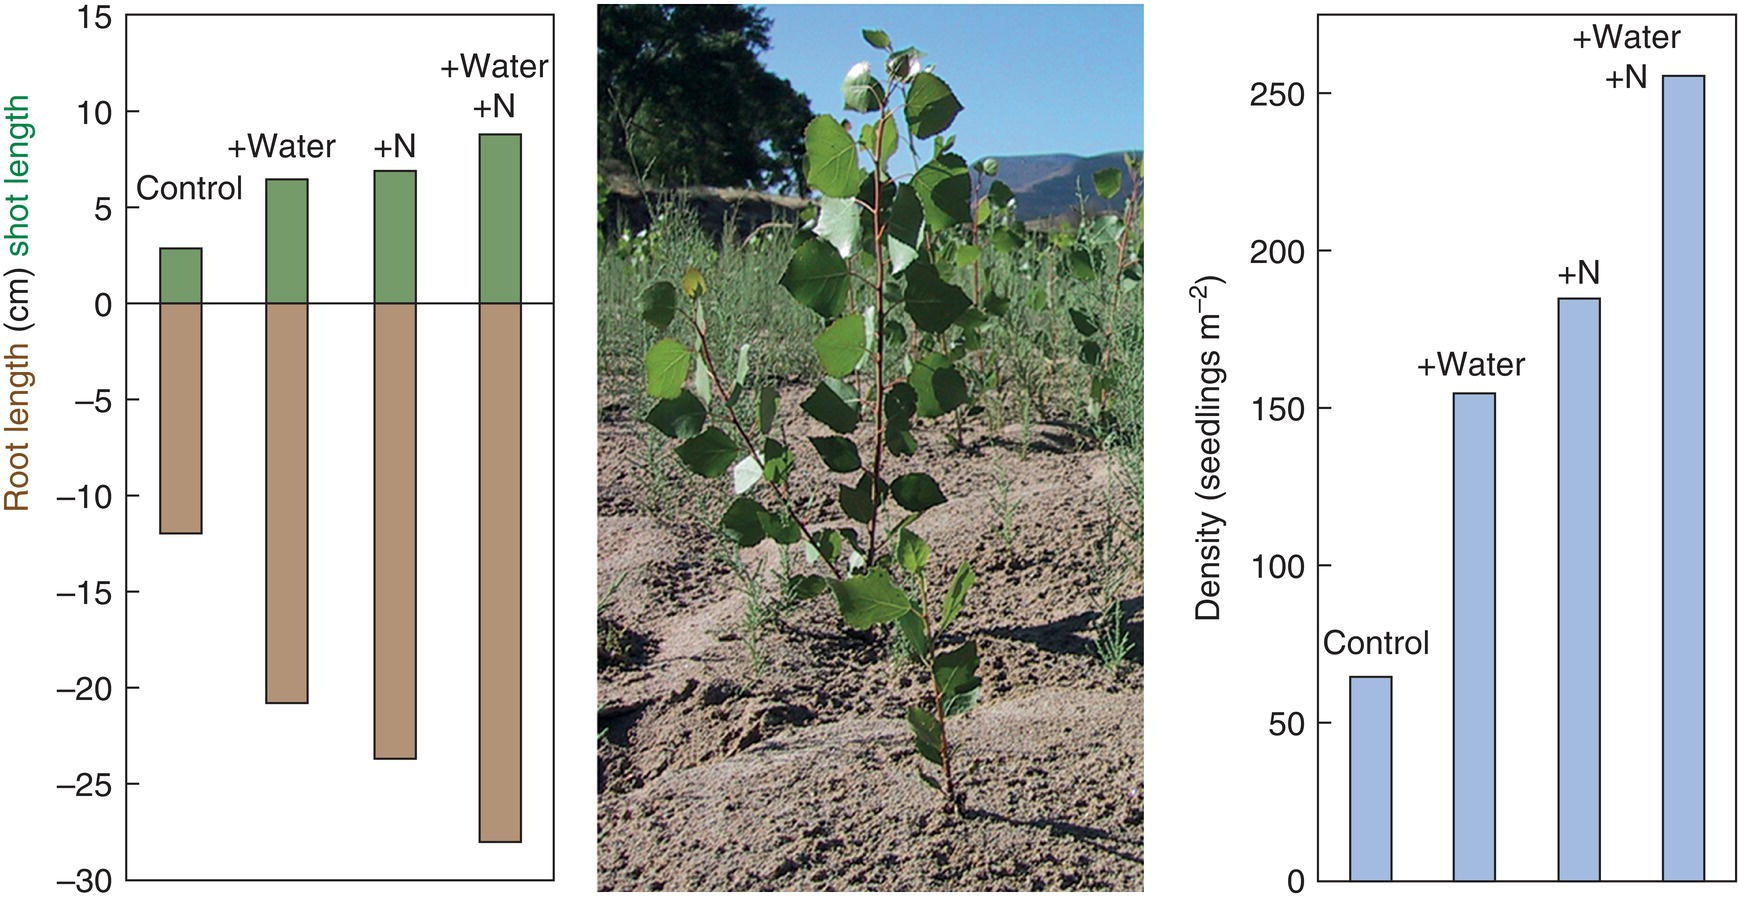 Root length (cm) shot length
15
10
5
0
–5
–10
–15
–20
–25
–30
Control
+Water
+N
+Water
+N
Density (seedlings m–2)
250
200
150
100
50
0
Control
+Water
+N
+Water
+N